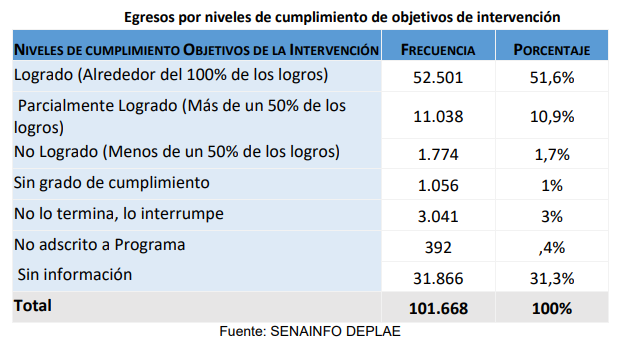 Egresos por niveles de cumplimiento de objetivos de intervención
NIVELES DE CUMPLIMIENTO OBJETIVOS DE LA INTERVENCIÓN FRECUENCIA PORCENTAJE
Logrado (Alrededor del 100% de los logros) 52.501 51,6%
Parcialmente Logrado (Más de un 50% de los
logros) 11.038 10,9%
No Logrado (Menos de un 50% de los logros) 1.774 1,7%
Sin grado de cumplimiento 1.056 1%
No lo termina, lo interrumpe 3.041 3%
No adscrito a Programa 392 ,4%
Sin información 31.866 31,3%
Total 101.668 100%
Fuente: SENAINFO DEPLAE